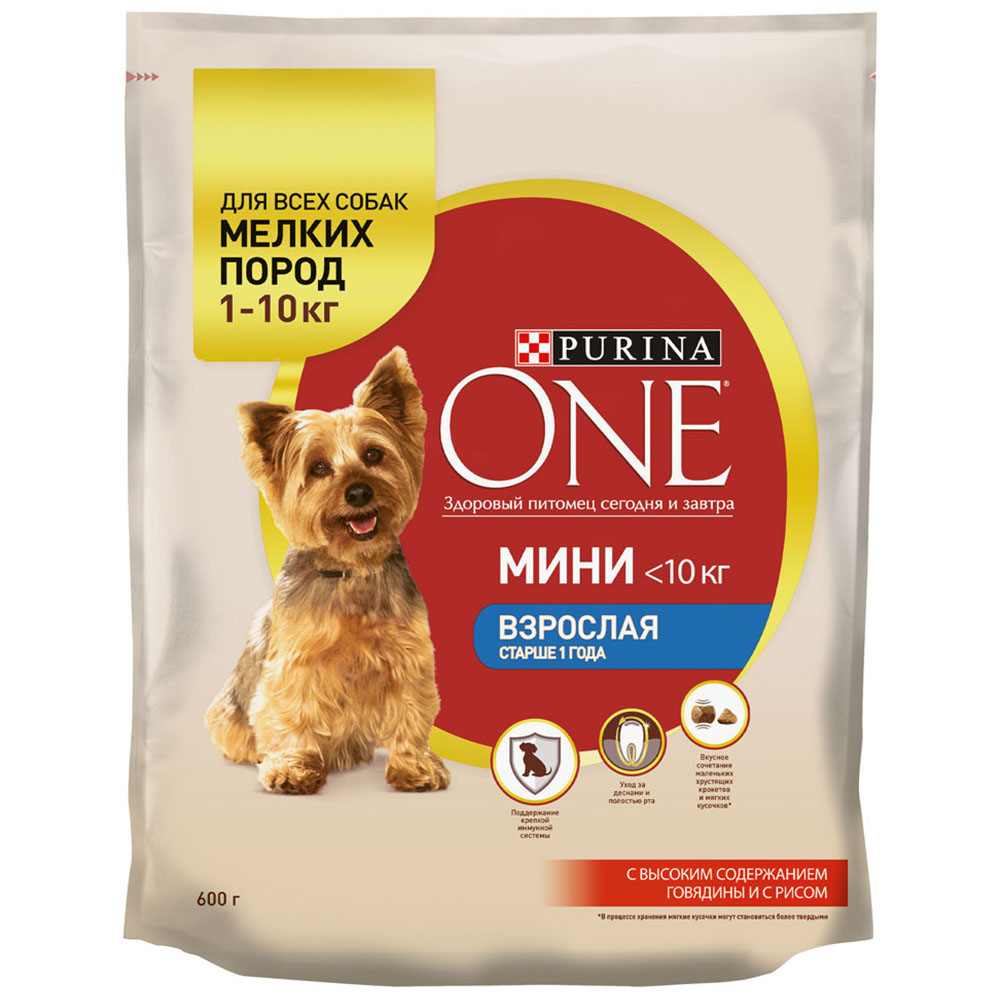 ДЛЯ ВСЕХ СОБАК
МЕЛКИХ
ПОРОД
1-10 кг
PURINA
ONE®
Здоровый питомец сегодня и завтра
МИНИ <10 кг
ВЗРОСЛАЯ
СТАРШЕ 1 ГОДА
Поддержание
крепкой
иммунной
системы
Уход за
деснами и
полостью рта
Вкусное
сочетание
маленьких
хрустящих
крокетов
и мягких
кусочков*
С ВЫСОКИМ СОДЕРЖАНИЕМ
ГОВЯДИНЫ И С РИСОМ
*В процессе хранения мягкие кусочки могут становиться более твердыми
600 г